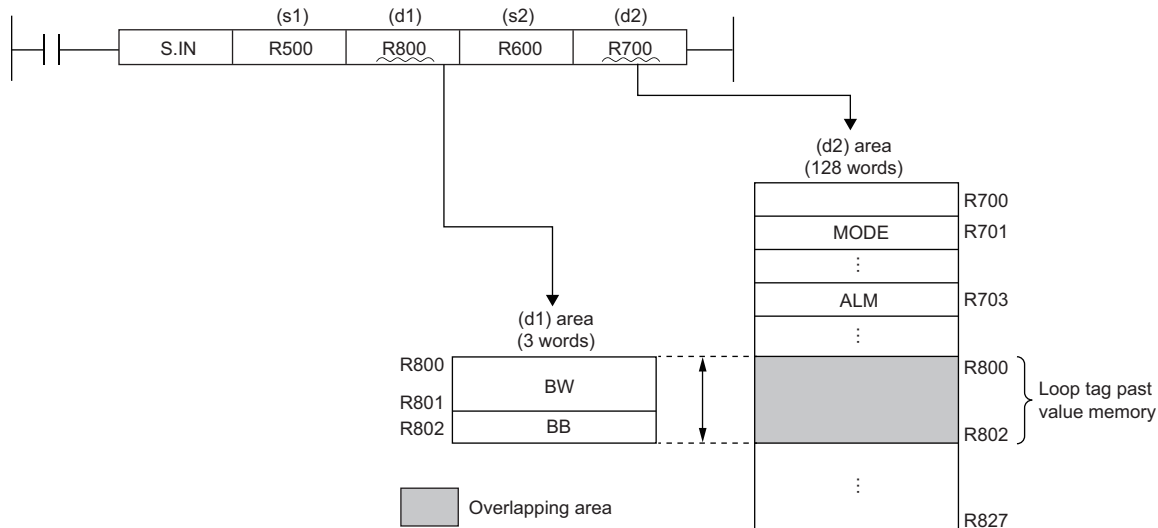 (s1) (d1) (s2) (d2)
S.IN R500 R800 R600 R700
(d2) area
(128 words)
R700
MODE R701
⋮
ALM R703
⋮
(d1) area
(3 words)
R800
BW
R801
R802 BB
R800
Loop tag past
value memory
R802
⋮
R827
Overlapping area